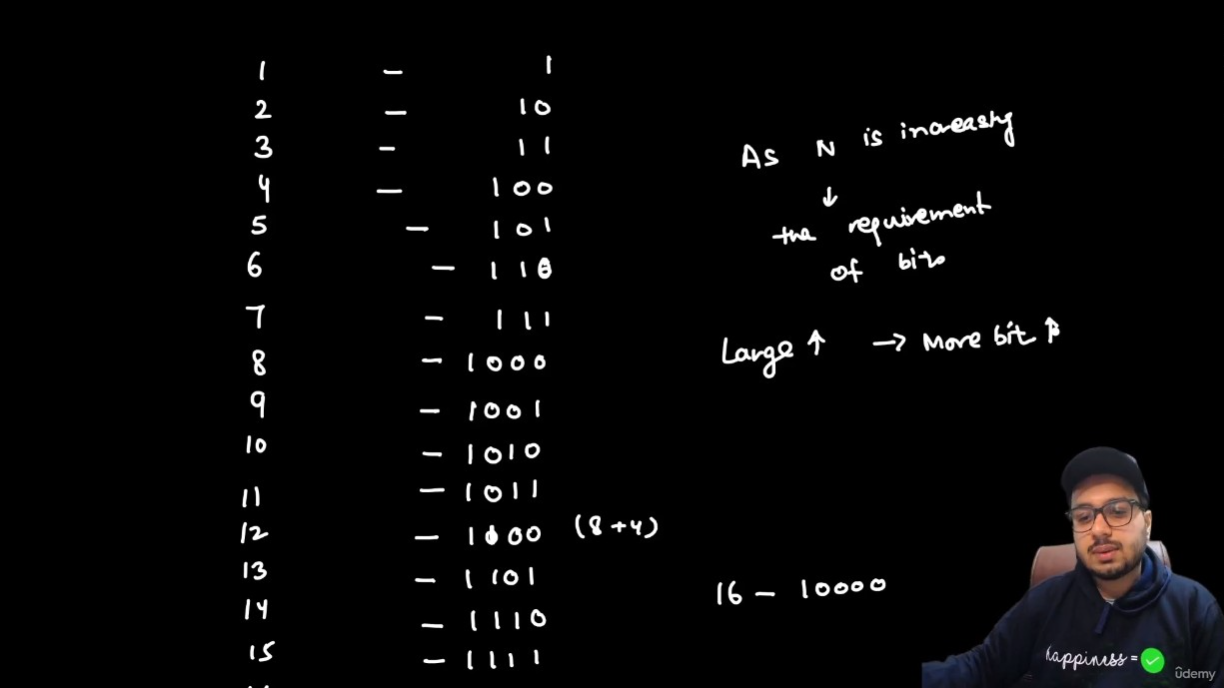 1 - 1
2 - 10
3 - 11
4 - 100
5 - 101
6 - 110
7 - 111
8 - 1000
9 - 1001
10 - 1010
11 - 1011
12 - 1100 (8+4)
13 - 1101
14 - 1110
15 - 1111
As N is increasing
↓
the requirement
of bits
Large ↑ → More bit ↑
16 - 10000
Happiness =
ûdemy